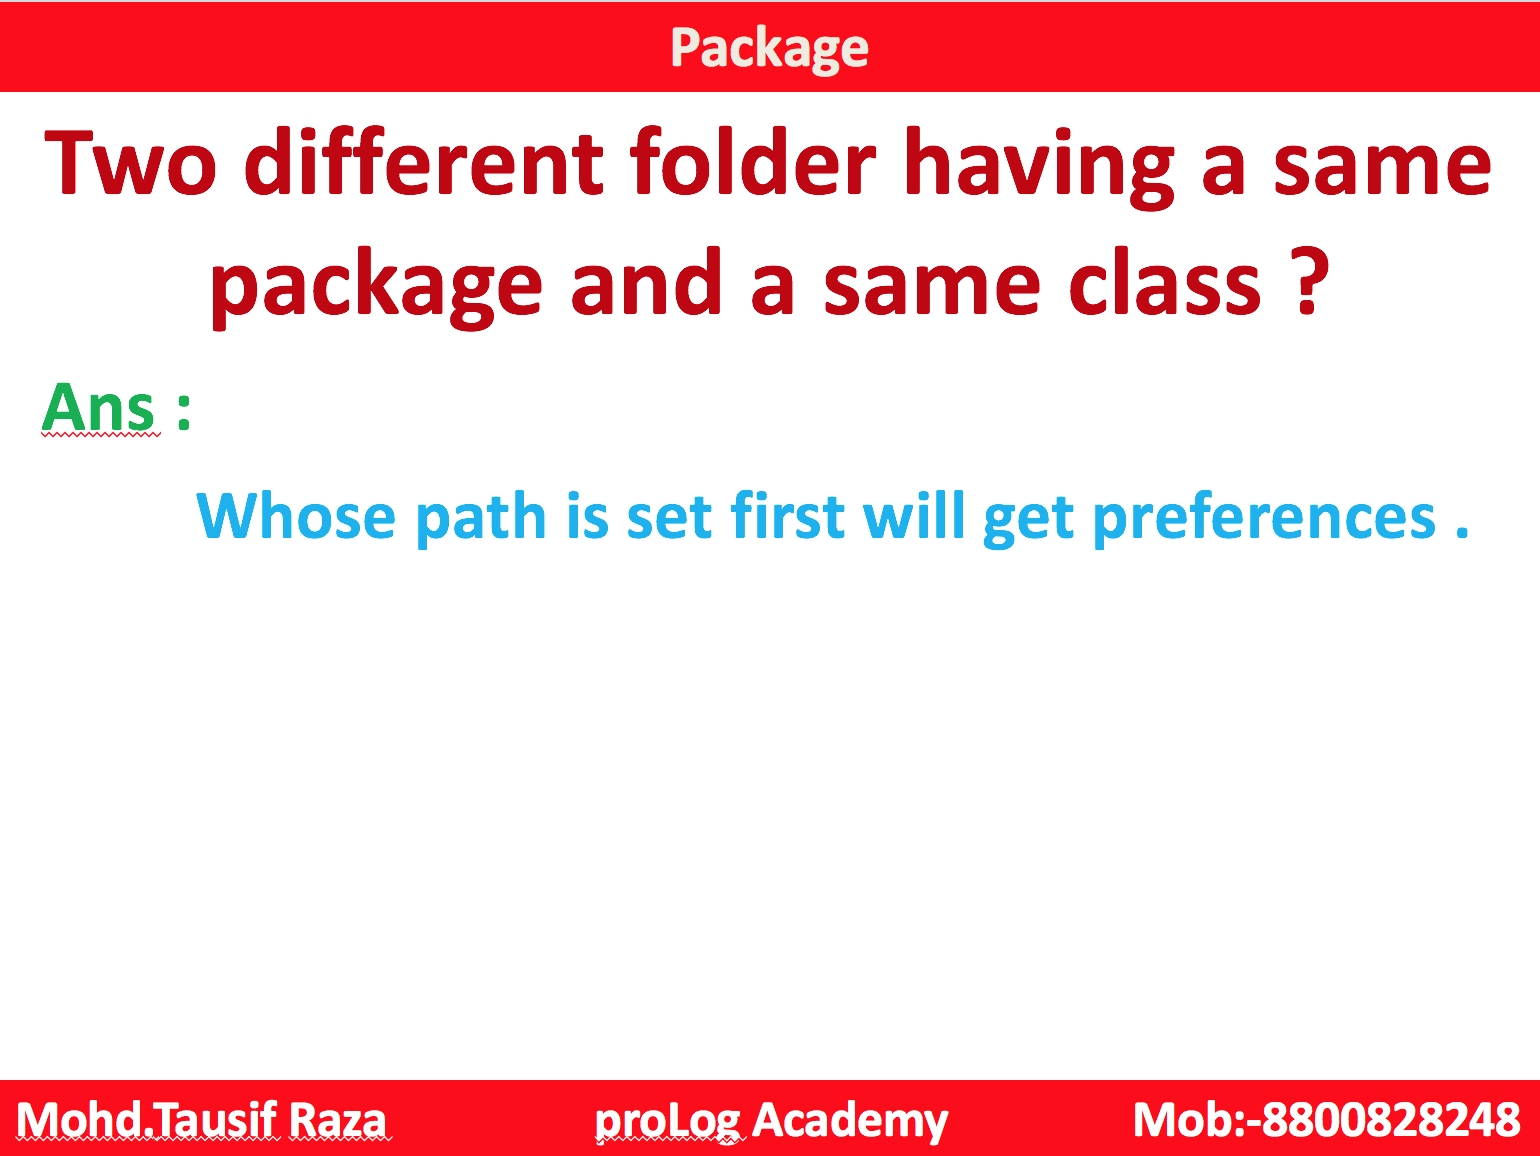 Package
Two different folder having a same
package and a same class ?
Ans :
Whose path is set first will get preferences .
Mohd.Tausif Raza proLog Academy Mob:-8800828248